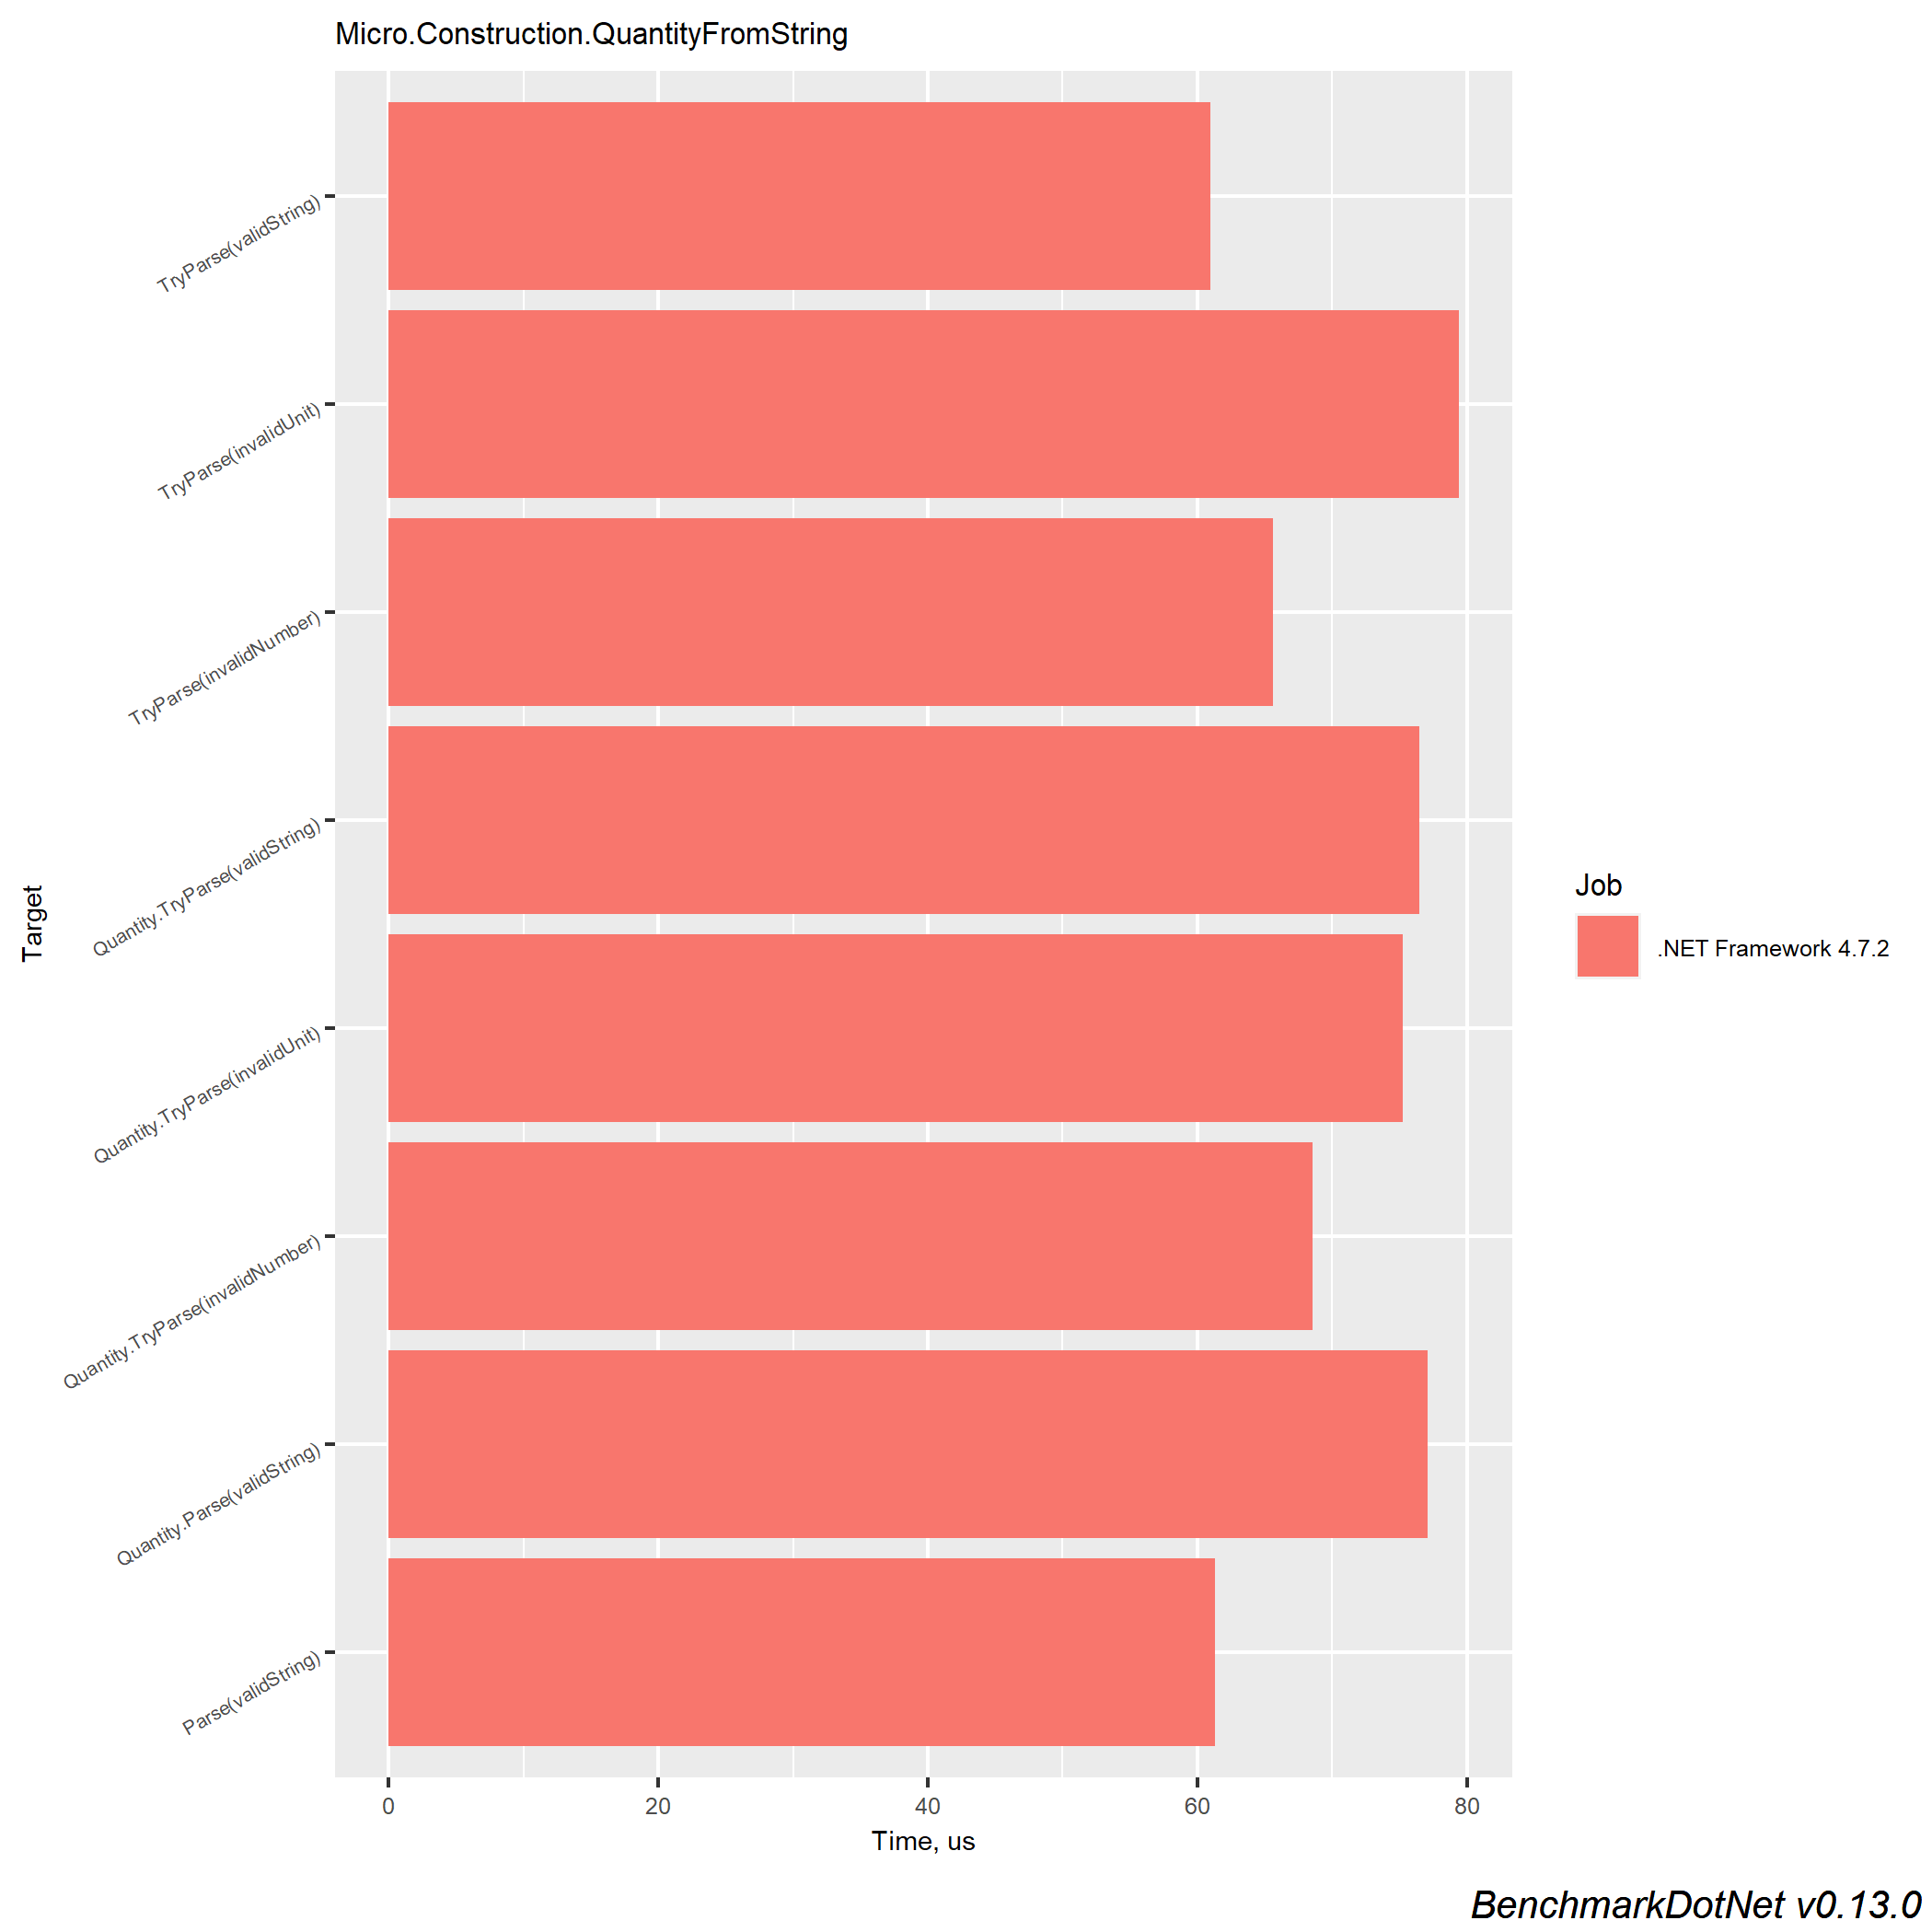 Micro.Construction.QuantityFromString
TryParse(validString)
TryParse(invalidUnit)
TryParse(invalidNumber)
Quantity.TryParse(validString)
Quantity.TryParse(invalidUnit)
Quantity.TryParse(invalidNumber)
Quantity.Parse(validString)
Parse(validString)
Target
0 20 40 60 80
Time, us
Job
.NET Framework 4.7.2
BenchmarkDotNet v0.13.0